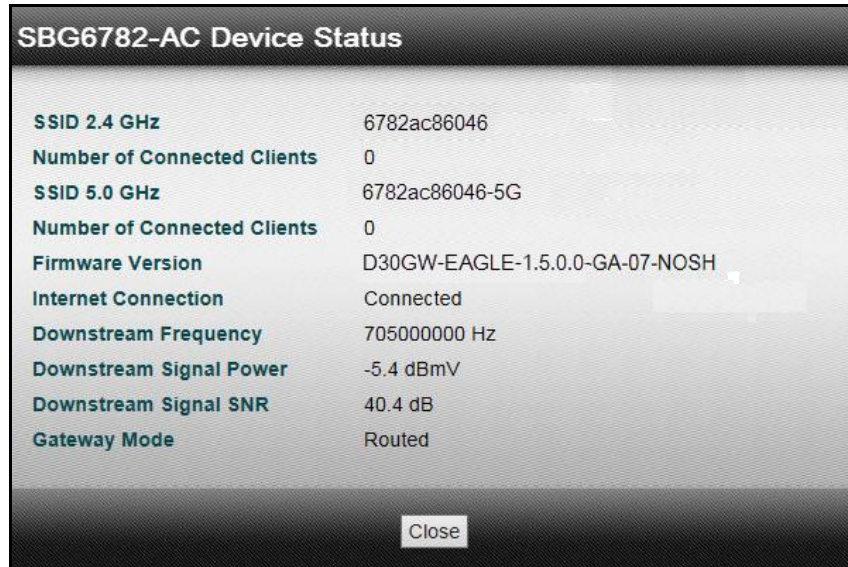 SBG6782-AC Device Status
SSID 2.4 GHz 6782ac86046
Number of Connected Clients 0
SSID 5.0 GHz 6782ac86046-5G
Number of Connected Clients 0
Firmware Version D30GW-EAGLE-1.5.0.0-GA-07-NOSH
Internet Connection Connected
Downstream Frequency 705000000 Hz
Downstream Signal Power -5.4 dBmV
Downstream Signal SNR 40.4 dB
Gateway Mode Routed
Close